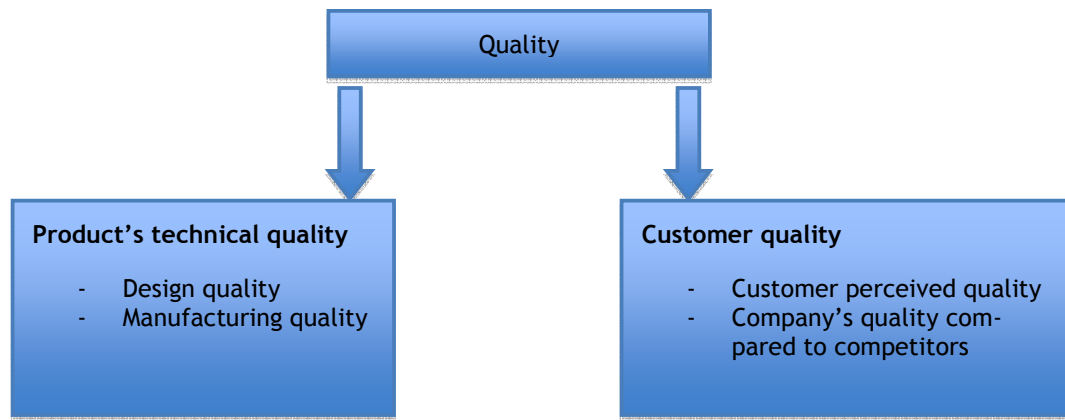 Quality
Product’s technical quality
- Design quality
- Manufacturing quality
Customer quality
- Customer perceived quality
- Company’s quality com-
pared to competitors